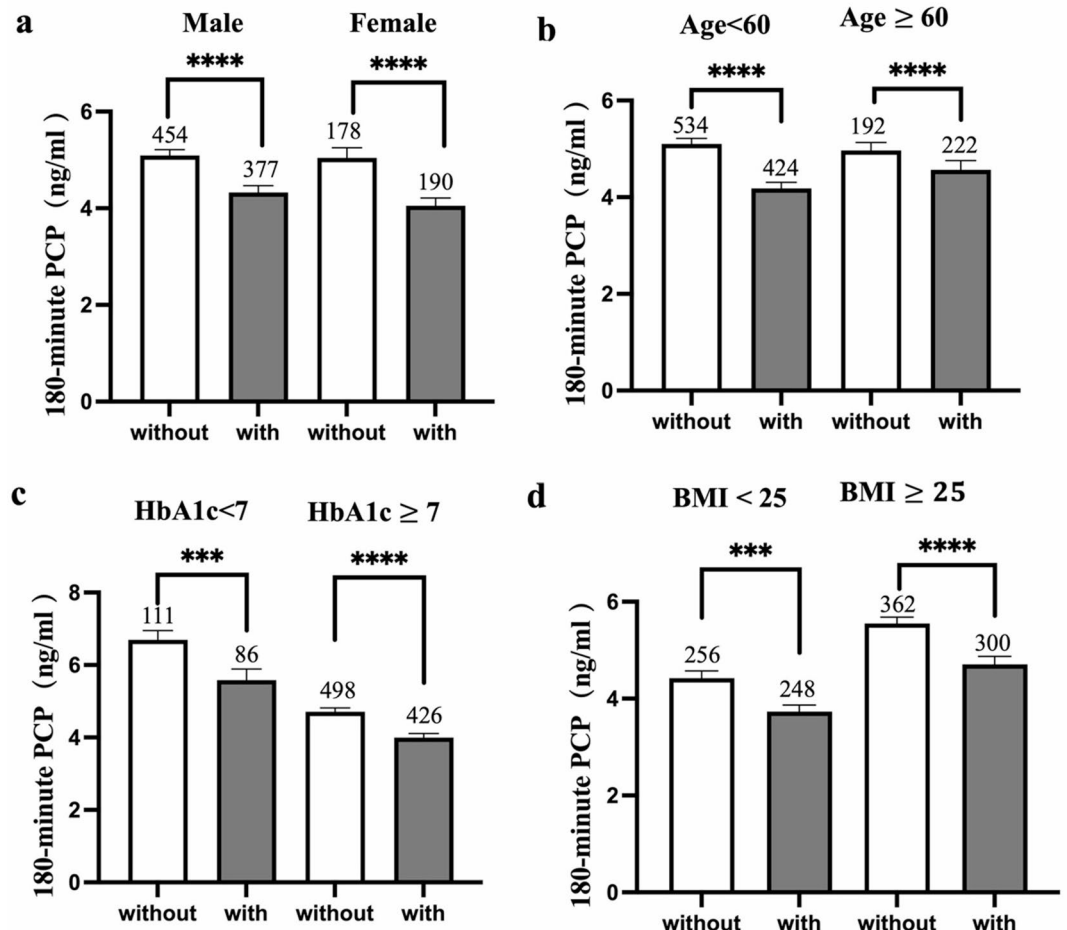 a
Male Female
**** ****
180-minute PCP (ng/ml)
6
4
2
0
454 377 178 190
without with without with
b
Age<60 Age ≥ 60
**** ****
180-minute PCP (ng/ml)
6
4
2
0
534 424 192 222
without with without with
c
HbA1c<7 HbA1c ≥ 7
*** ****
180-minute PCP (ng/ml)
8
6
4
2
0
111 86 498 426
without with without with
d
BMI < 25 BMI ≥ 25
*** ****
180-minute PCP (ng/ml)
6
4
2
0
256 248 362 300
without with without with